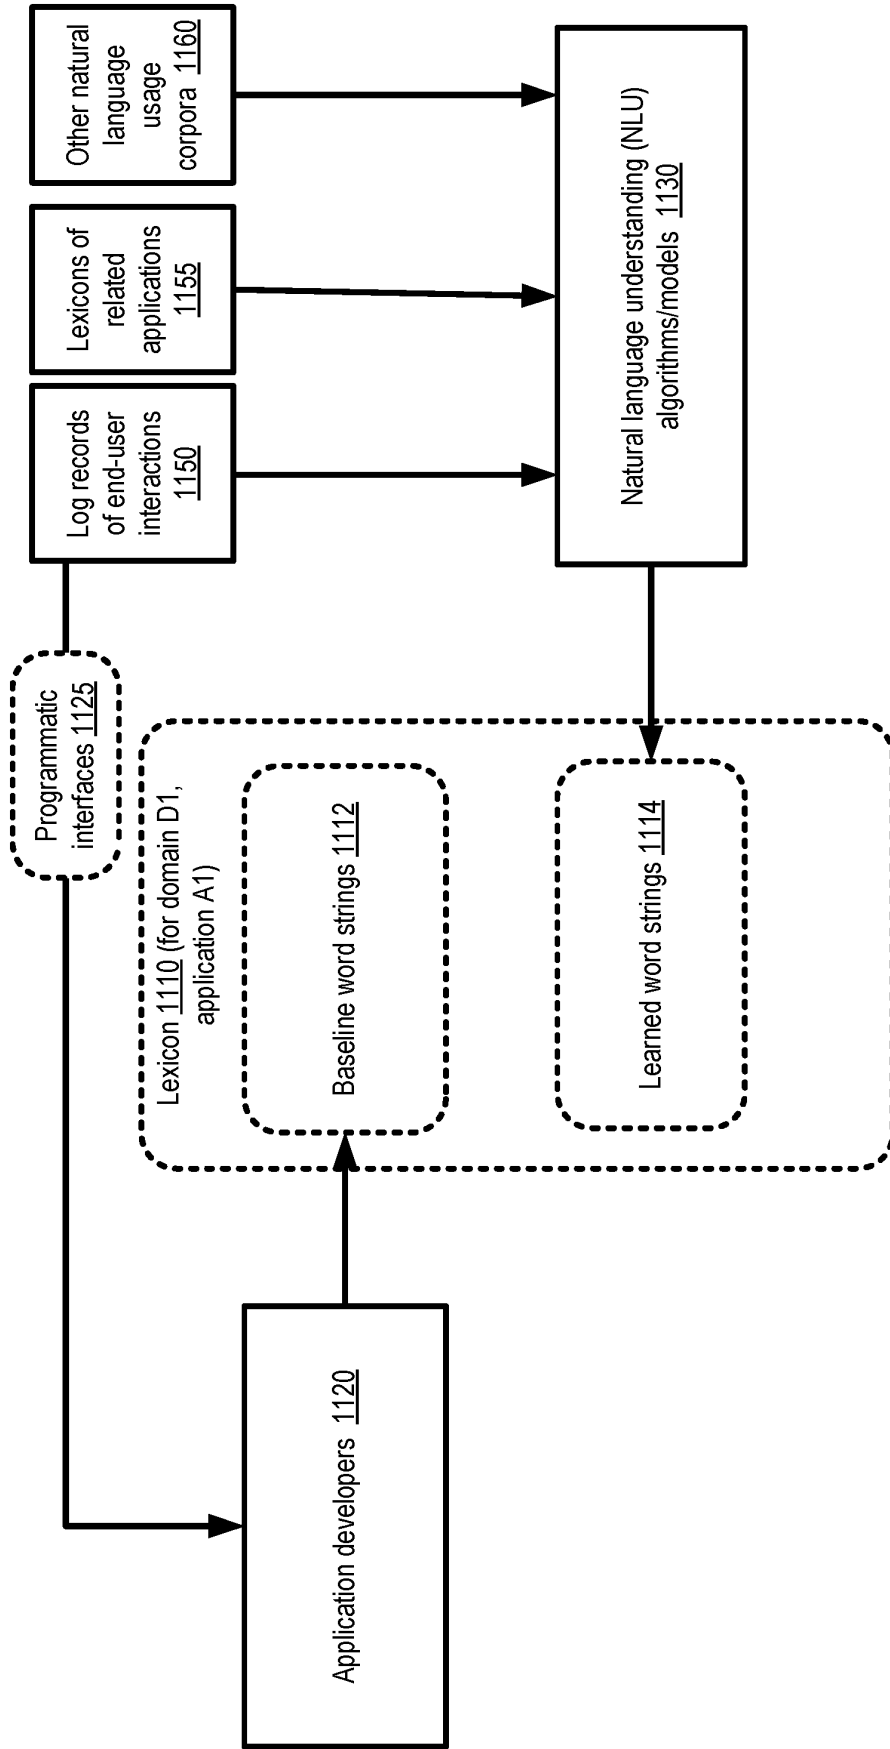 Programmatic
interfaces 1125
Log records
of end-user
interactions
1150
Lexicons of
related
applications
1155
Other natural
language
usage
corpora 1160
Lexicon 1110 (for domain D1,
application A1)
Application developers 1120
Baseline word strings 1112
Learned word strings 1114
Natural language understanding (NLU)
algorithms/models 1130